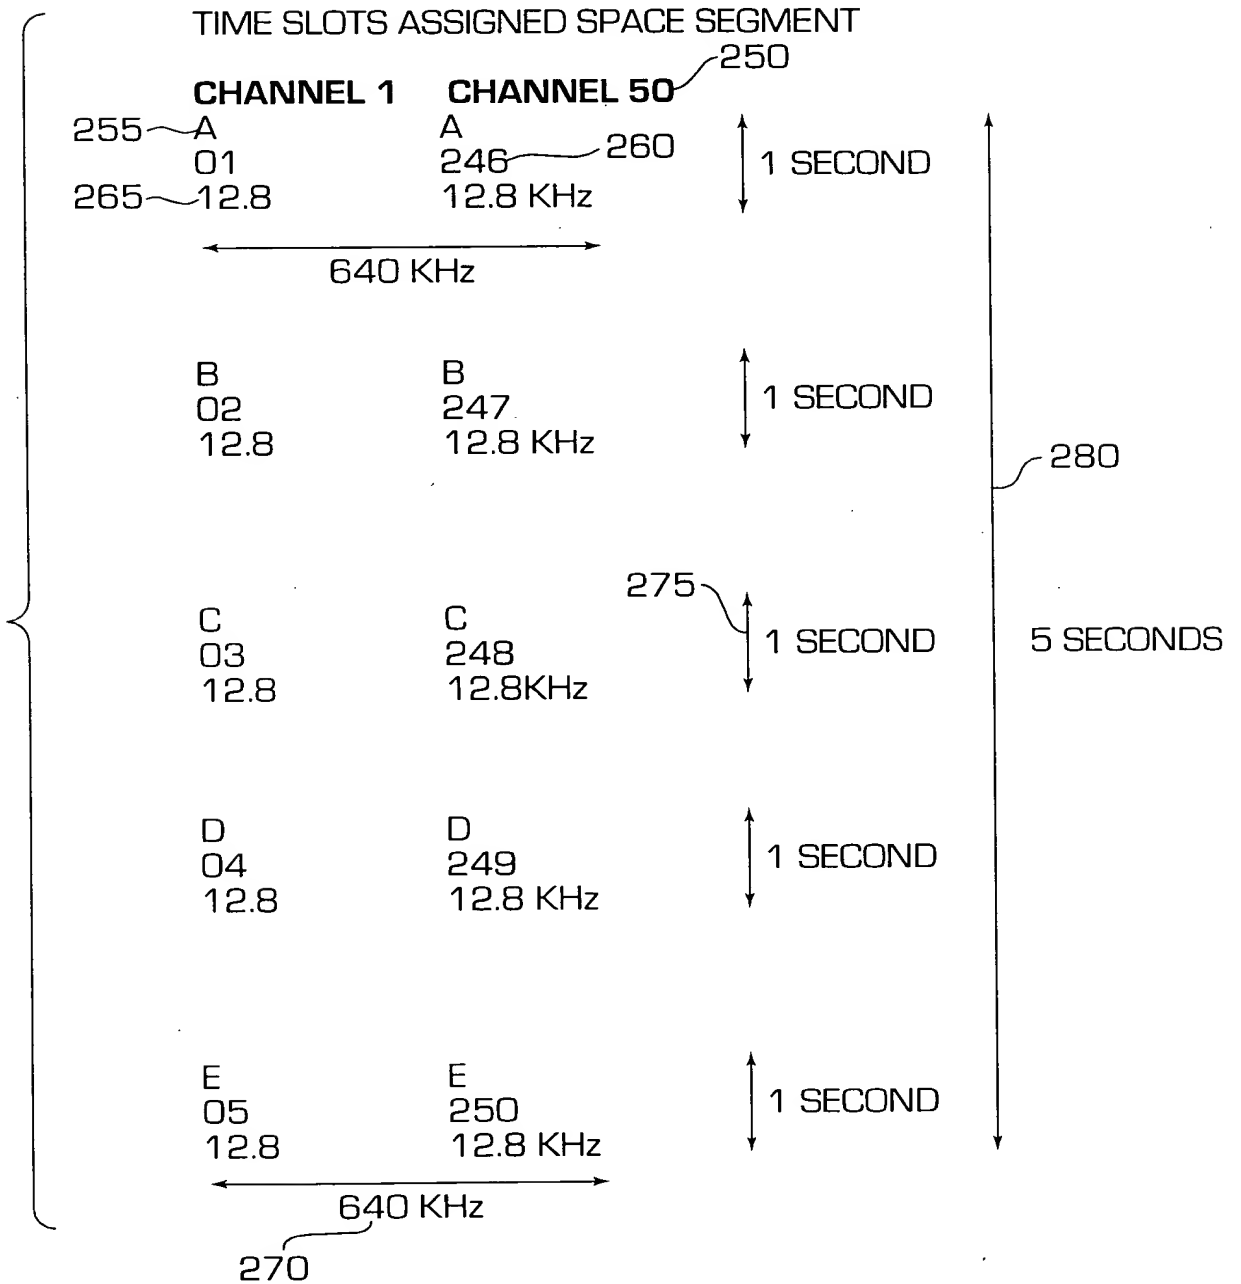 TIME SLOTS ASSIGNED SPACE SEGMENT
250
CHANNEL 1 CHANNEL 50
255 A A
01 246 260 1 SECOND
265 12.8 12.8 KHz
640 KHz
B B
02 247 1 SECOND
12.8 12.8 KHz
280
275
C C
03 248 1 SECOND 5 SECONDS
12.8 12.8KHz
D D
04 249 1 SECOND
12.8 12.8 KHz
E E
05 250 1 SECOND
12.8 12.8 KHz
640 KHz
270